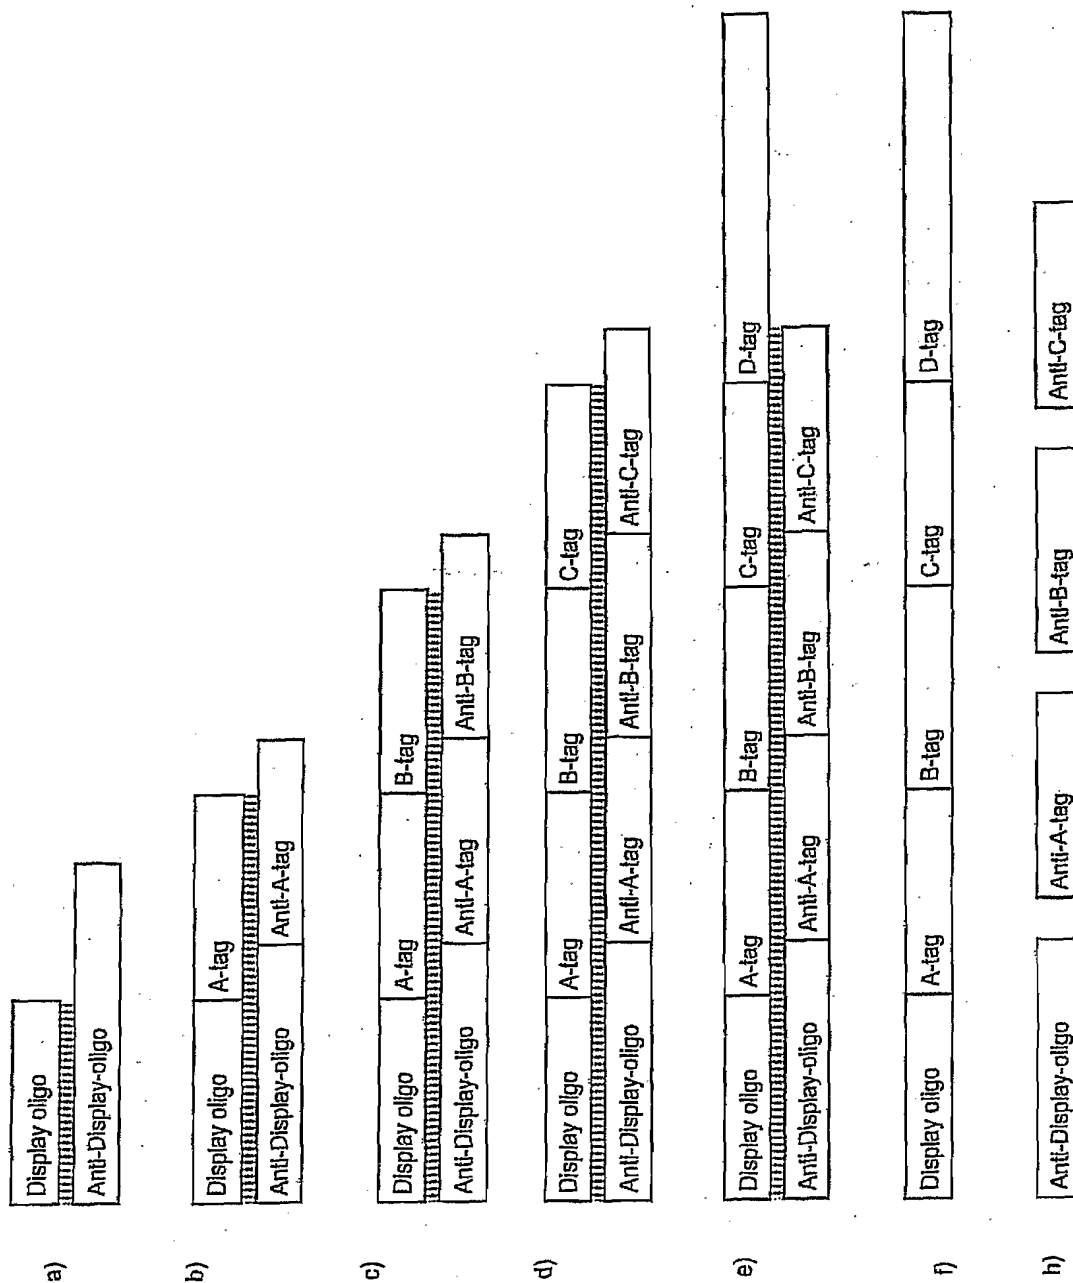 a)
Display oligo
Anti-Display-oligo
b)
Display oligo A-tag
Anti-Display-oligo Anti-A-tag
c)
Display oligo A-tag B-tag
Anti-Display-oligo Anti-A-tag Anti-B-tag
d)
Display oligo A-tag B-tag C-tag
Anti-Display-oligo Anti-A-tag Anti-B-tag Anti-C-tag
e)
Display oligo A-tag B-tag C-tag D-tag
Anti-Display-oligo Anti-A-tag Anti-B-tag Anti-C-tag
f)
Display oligo A-tag B-tag C-tag D-tag
h)
Anti-Display-oligo Anti-A-tag Anti-B-tag Anti-C-tag